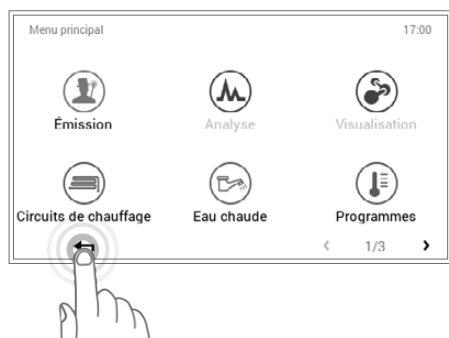 Menu principal 17:00
Émission Analyse Visualisation
Circuits de chauffage Eau chaude Programmes
1/3